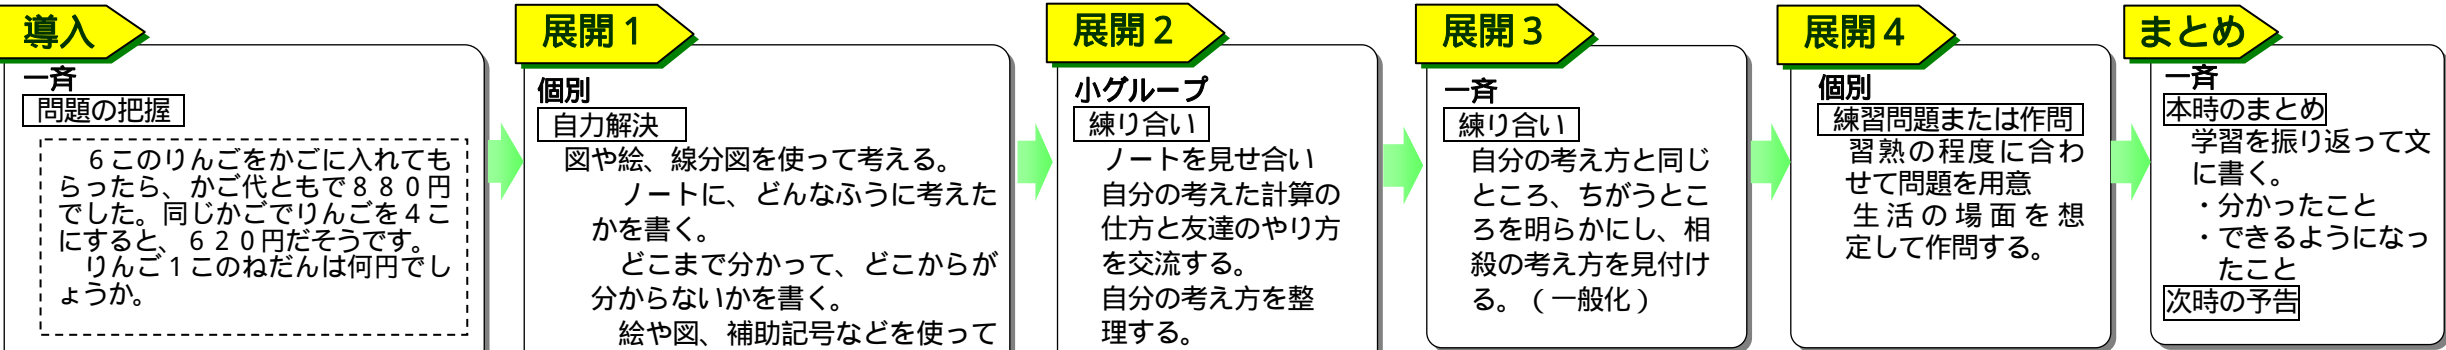 導入
一斉
問題の把握
６このりんごをかごに入れても
らったら、かご代ともで８８０円
でした。同じかごでりんごを４こ
にすると、６２０円だそうです。
りんご１このねだんは何円でし
ょうか。
展開１
個別
自力解決
図や絵、線分図を使って考える。
ノートに、どんなふうに考えた
かを書く。
どこまで分かって、どこからが
分からないかを書く。
絵や図、補助記号などを使って
展開２
小グループ
練り合い
ノートを見せ合い
自分の考えた計算の
仕方と友達のやり方
を交流する。
自分の考え方を整
理する。
展開３
一斉
練り合い
自分の考え方と同じ
ところ、ちがうとこ
ろを明らかにし、相
殺の考え方を見付け
る。（一般化）
展開４
個別
練習問題または作問
習熟の程度に合わ
せて問題を用意
生活の場面を想
定して作問する。
まとめ
一斉
本時のまとめ
学習を振り返って文
に書く。
・分かったこと
・できるようになっ
たこと
次時の予告